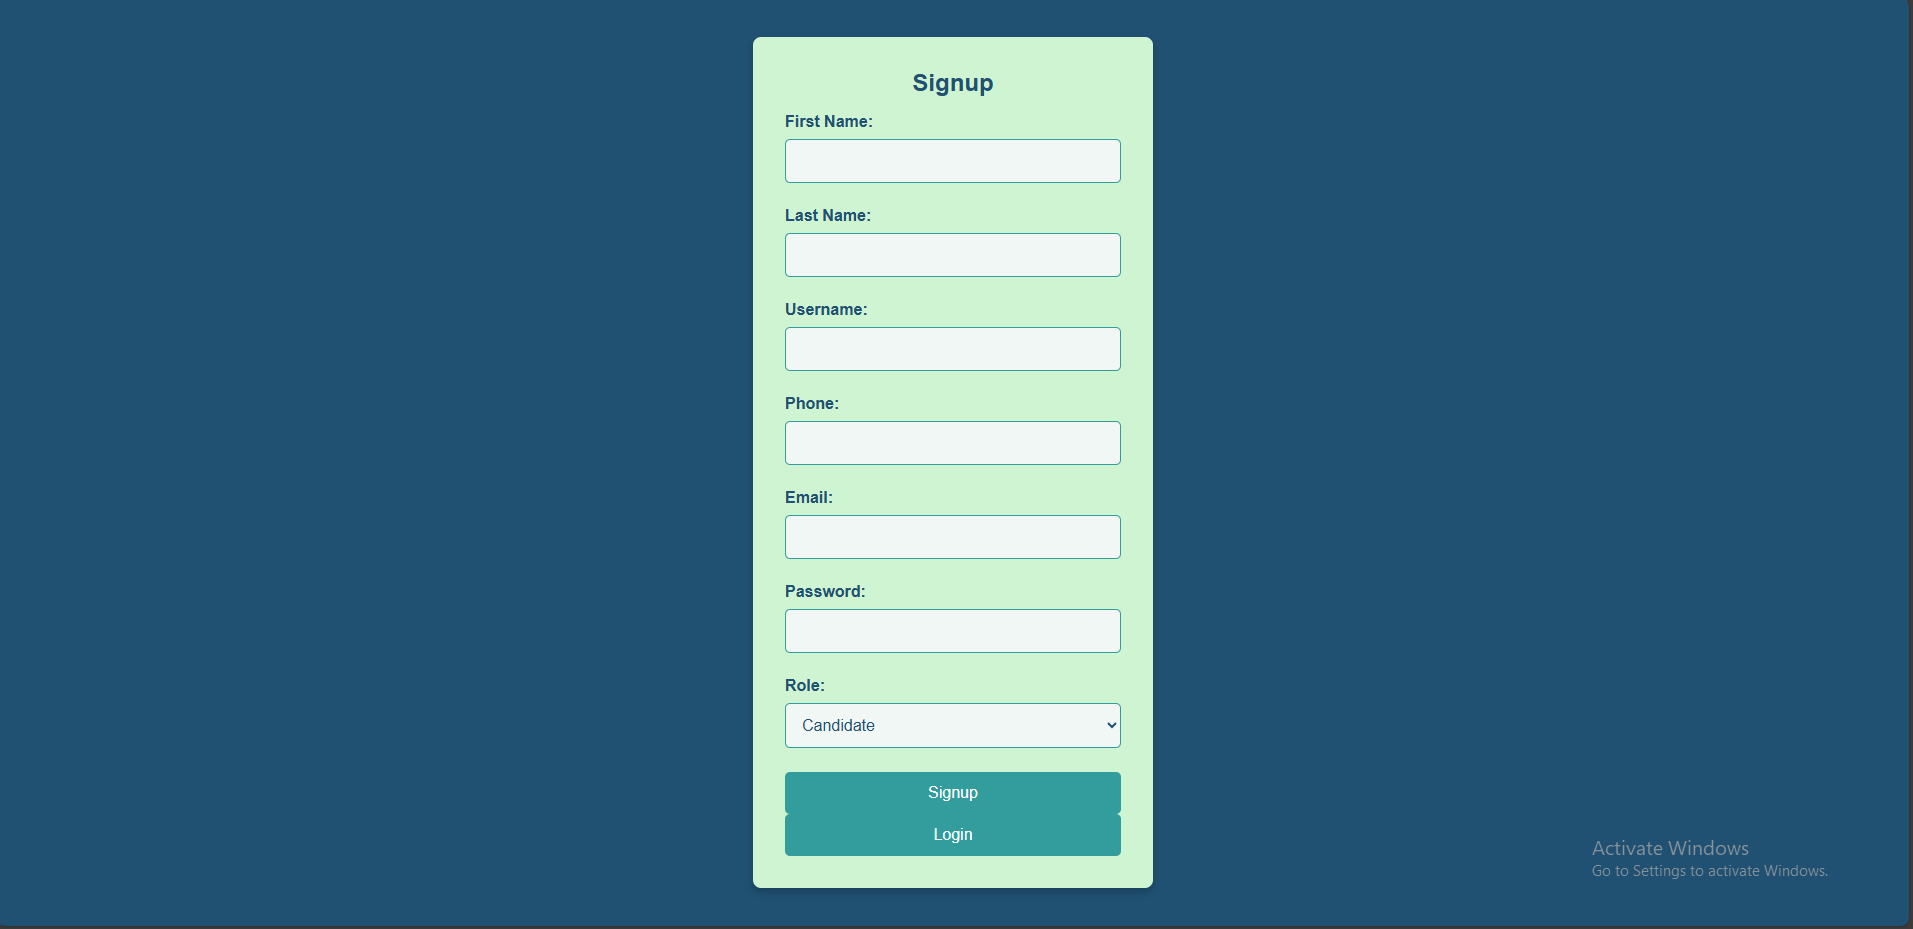 Signup
First Name:
Last Name:
Username:
Phone:
Email:
Password:
Role:
Candidate
Signup
Login
Activate Windows
Go to Settings to activate Windows.